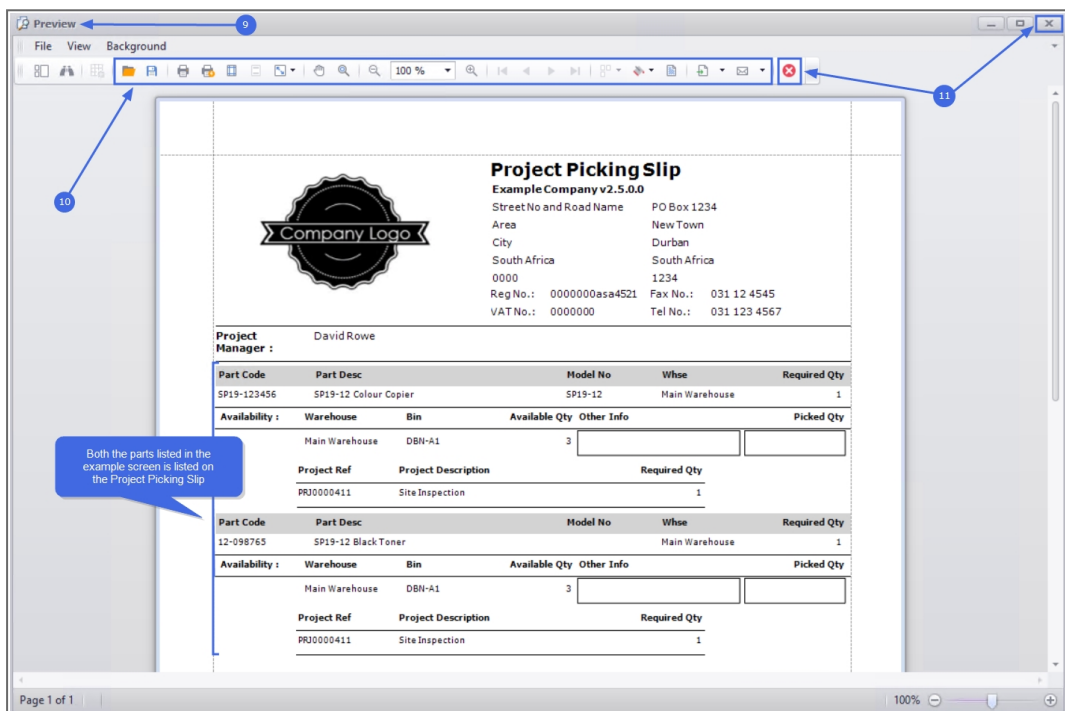 Preview
9
File View Background
100 %
11
10
Company Logo
Project Picking Slip
Example Company v2.5.0.0
Street No and Road Name PO Box 1234
Area New Town
City Durban
South Africa South Africa
0000 1234
Reg No.: 0000000asa4521 Fax No.: 031 12 4545
VAT No.: 0000000 Tel No.: 031 123 4567
Project Manager : David Rowe
Part Code Part Desc Model No Whse Required Qty
SP19-123456 SP19-12 Colour Copier SP19-12 Main Warehouse 1
Availability : Warehouse Bin Available Qty Other Info Picked Qty
Main Warehouse DBN-A1 3
Project Ref Project Description Required Qty
PRJ0000411 Site Inspection 1
Both the parts listed in the
example screen is listed on
the Project Picking Slip
Part Code Part Desc Model No Whse Required Qty
12-098765 SP19-12 Black Toner Main Warehouse 1
Availability : Warehouse Bin Available Qty Other Info Picked Qty
Main Warehouse DBN-A1 3
Project Ref Project Description Required Qty
PRJ0000411 Site Inspection 1
Page 1 of 1 100%